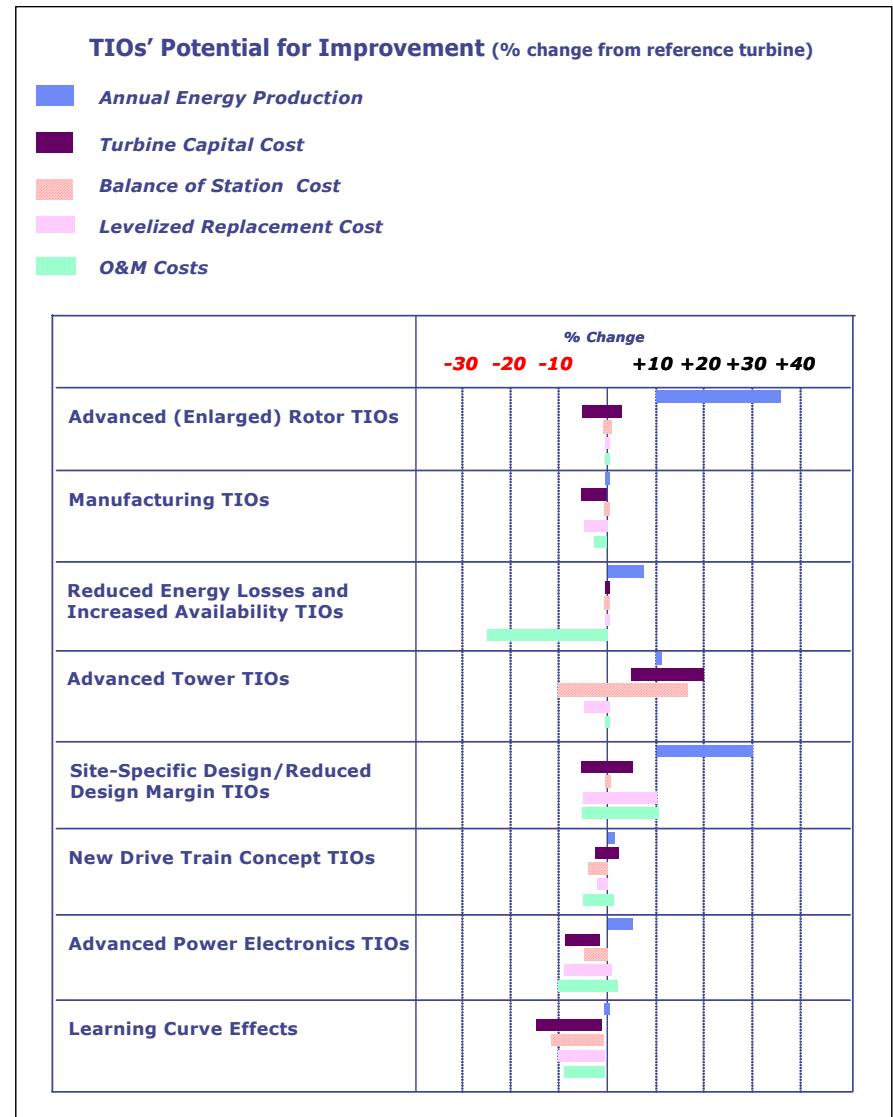 TIOs' Potential for Improvement (% change from reference turbine)
Annual Energy Production
Turbine Capital Cost
Balance of Station Cost
Levelized Replacement Cost
O&M Costs
% Change
-30 -20 -10 +10 +20 +30 +40
Advanced (Enlarged) Rotor TIOs
Manufacturing TIOs
Reduced Energy Losses and
Increased Availability TIOs
Advanced Tower TIOs
Site-Specific Design/Reduced
Design Margin TIOs
New Drive Train Concept TIOs
Advanced Power Electronics TIOs
Learning Curve Effects